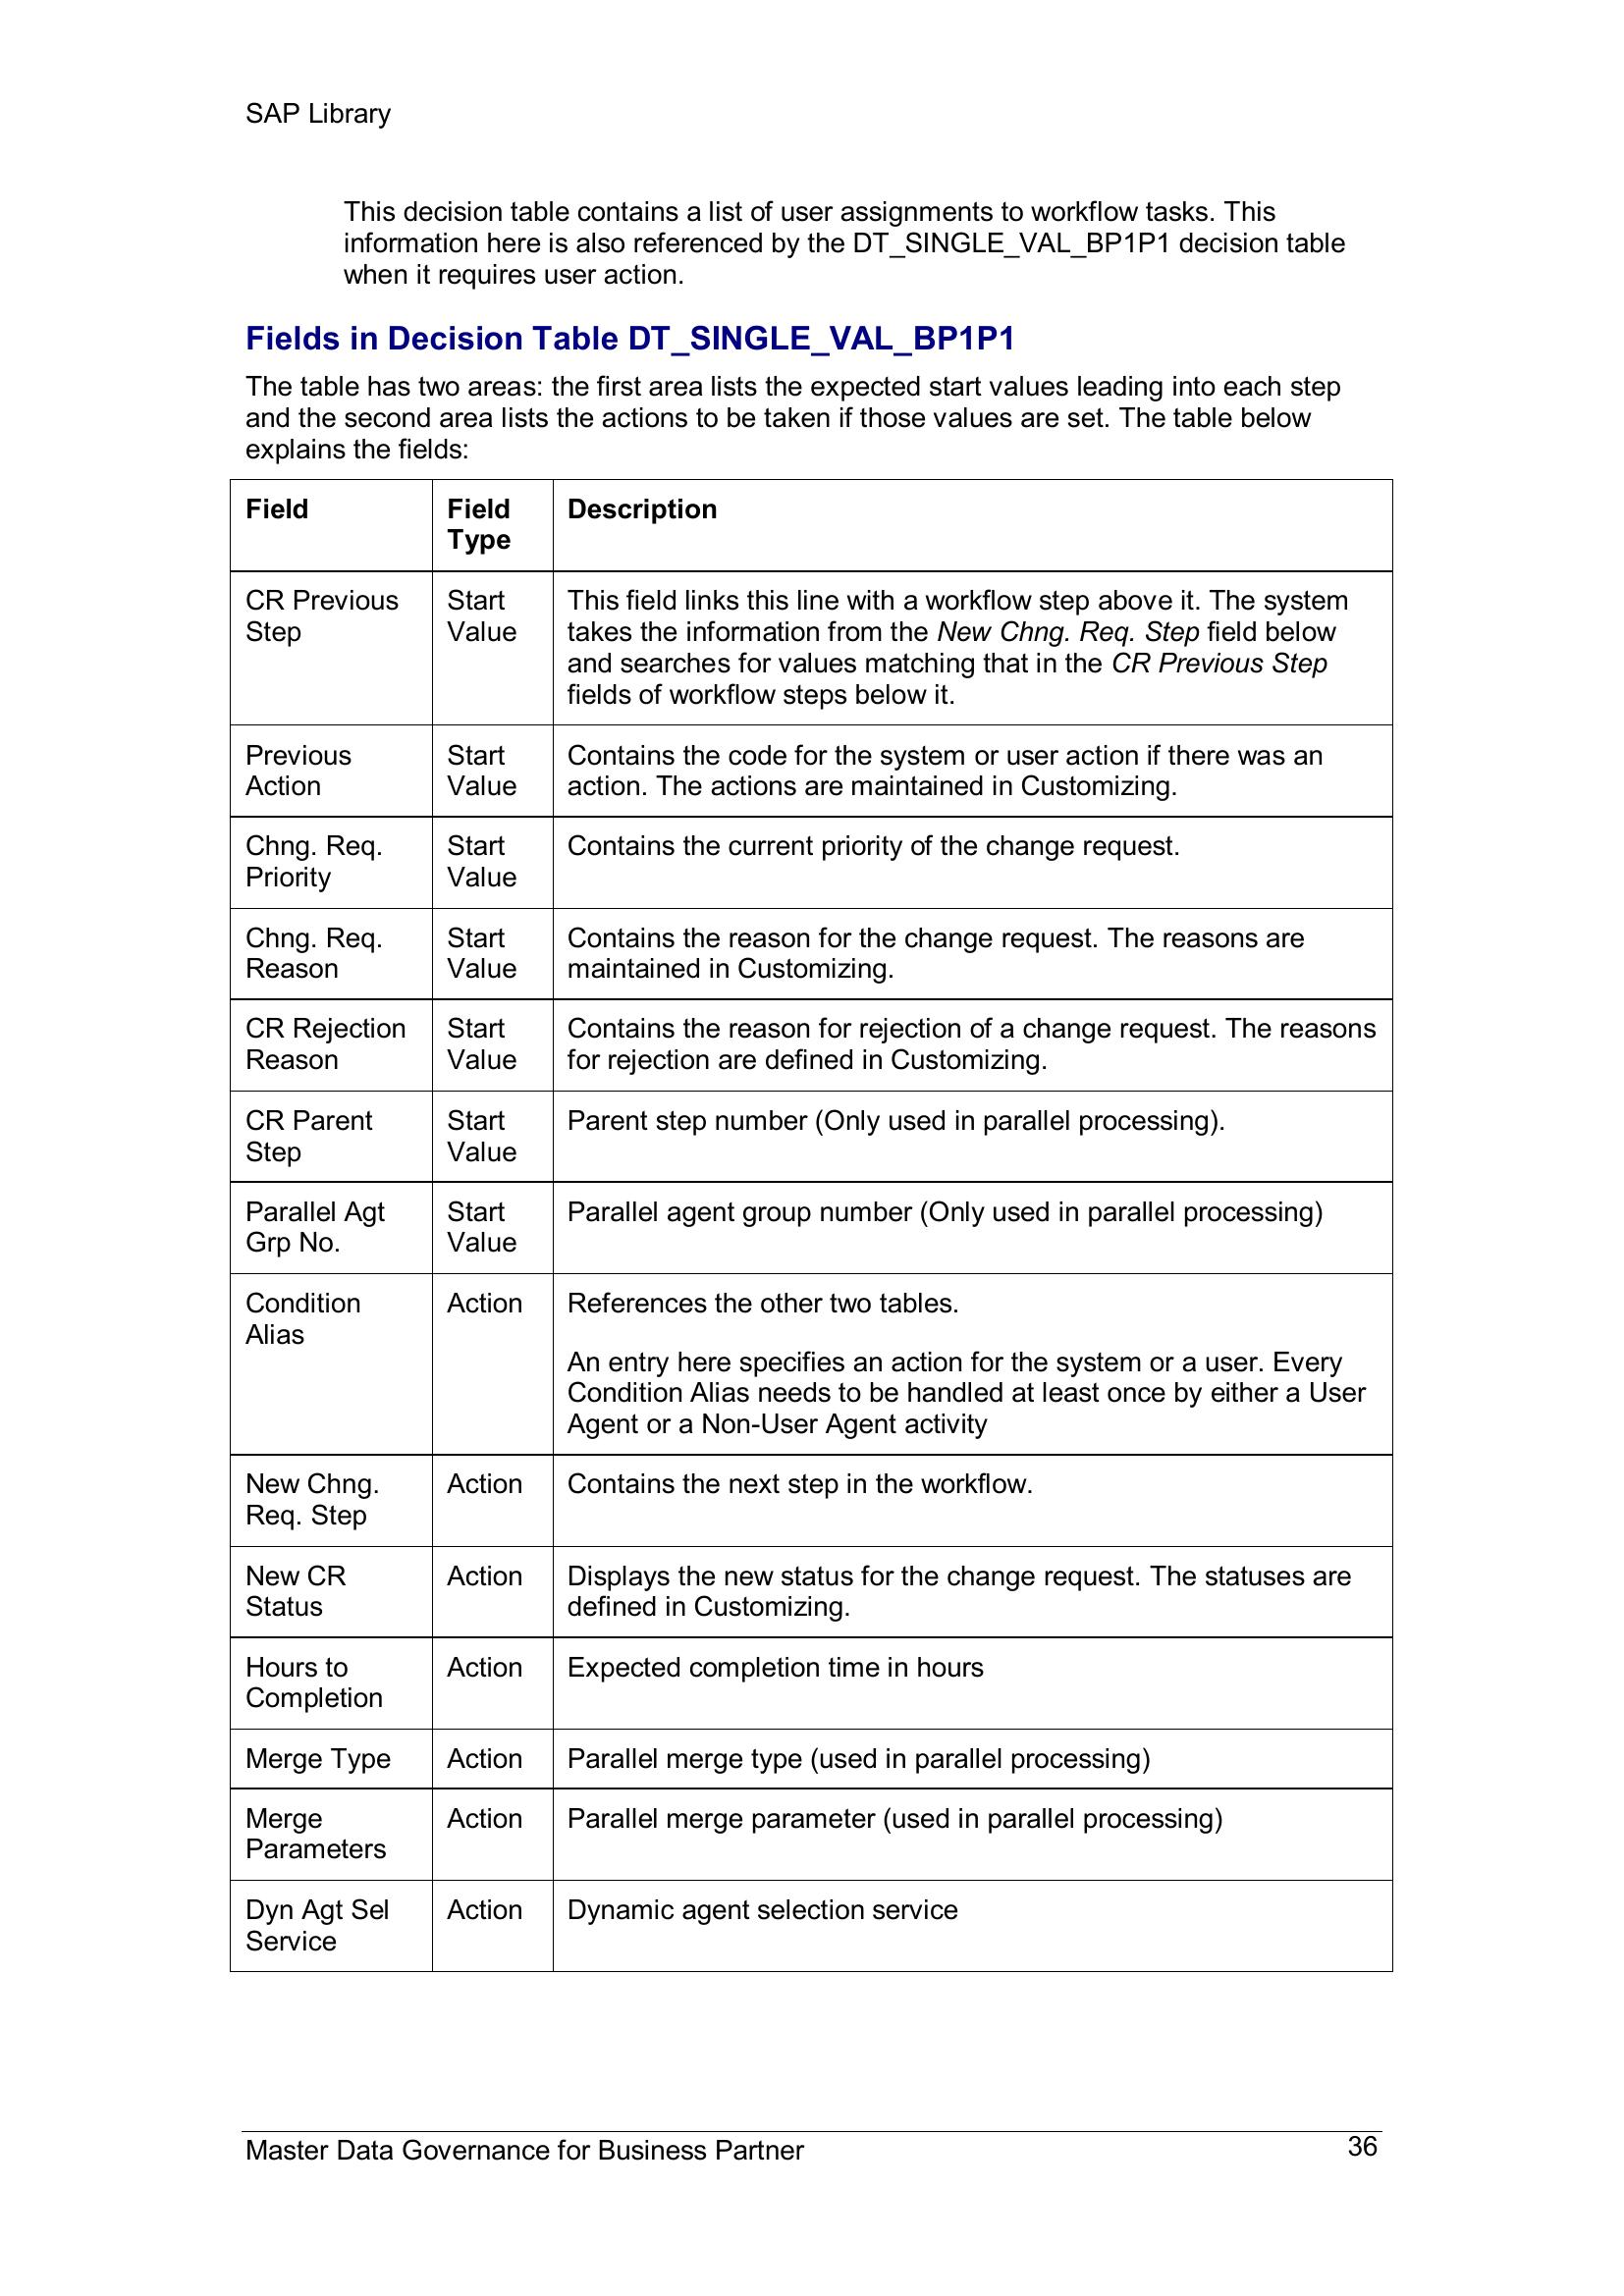 SAP Library
This decision table contains a list of user assignments to workflow tasks. This
information here is also referenced by the DT_SINGLE_VAL_BP1P1 decision table
when it requires user action.
Fields in Decision Table DT_SINGLE_VAL_BP1P1
The table has two areas: the first area lists the expected start values leading into each step
and the second area lists the actions to be taken if those values are set. The table below
explains the fields:
Field
Field
Type
Description
CR Previous
Step
Start
Value
This field links this line with a workflow step above it. The system
takes the information from the New Chng. Req. Step field below
and searches for values matching that in the CR Previous Step
fields of workflow steps below it.
Previous
Action
Start
Value
Contains the code for the system or user action if there was an
action. The actions are maintained in Customizing.
Chng. Req.
Priority
Start
Value
Contains the current priority of the change request.
Chng. Req.
Reason
Start
Value
Contains the reason for the change request. The reasons are
maintained in Customizing.
CR Rejection
Reason
Start
Value
Contains the reason for rejection of a change request. The reasons
for rejection are defined in Customizing.
CR Parent
Step
Start
Value
Parent step number (Only used in parallel processing).
Parallel Agt
Grp No.
Start
Value
Parallel agent group number (Only used in parallel processing)
Condition
Alias
Action
References the other two tables.
An entry here specifies an action for the system or a user. Every
Condition Alias needs to be handled at least once by either a User
Agent or a Non-User Agent activity
New Chng.
Req. Step
Action
Contains the next step in the workflow.
New CR
Status
Action
Displays the new status for the change request. The statuses are
defined in Customizing.
Hours to
Completion
Action
Expected completion time in hours
Merge Type
Action
Parallel merge type (used in parallel processing)
Merge
Parameters
Action
Parallel merge parameter (used in parallel processing)
Dyn Agt Sel
Service
Action
Dynamic agent selection service
Master Data Governance for Business Partner
36